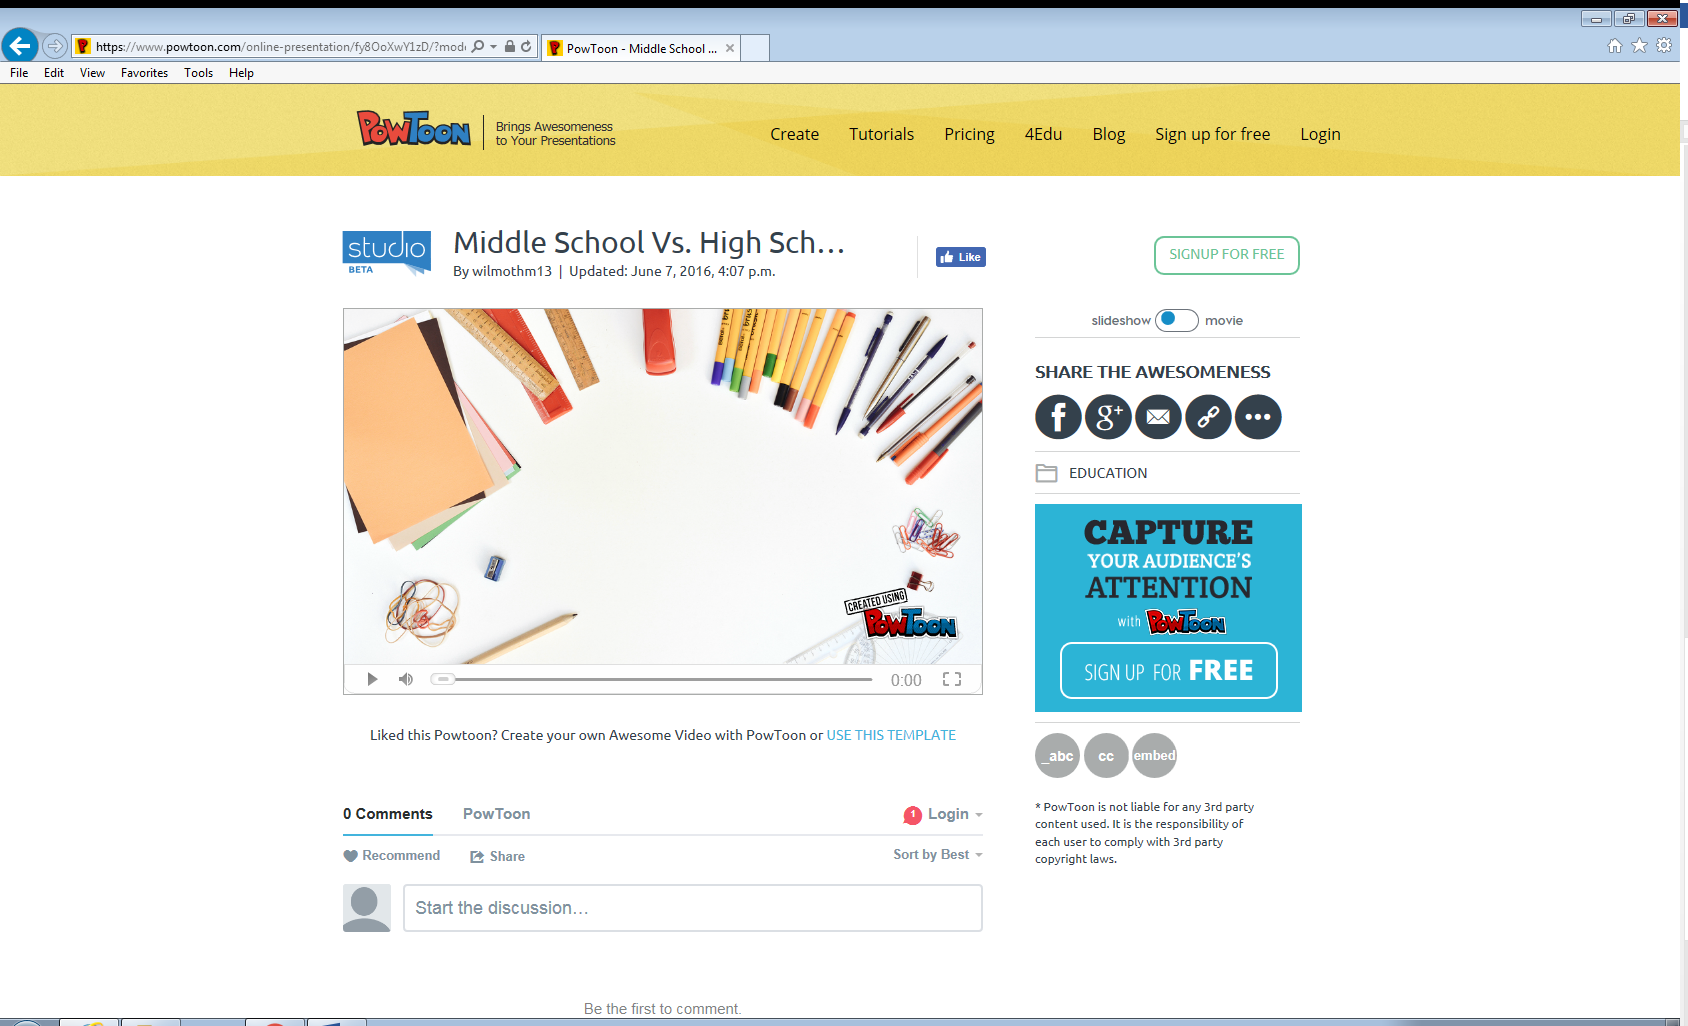 https://www.powtoon.com/online-presentation/fy8OoXwY1zD/?mode
PowToon - Middle School ...
File Edit View Favorites Tools Help
PowToon
Brings Awesomeness
to Your Presentations
Create Tutorials Pricing 4Edu Blog Sign up for free Login
studio
BETA
Middle School Vs. High Sch...
By wilmothm13 | Updated: June 7, 2016, 4:07 p.m.
Like
SIGNUP FOR FREE
slideshow movie
SHARE THE AWESOMENESS
f g+
EDUCATION
CAPTURE
YOUR AUDIENCE'S
ATTENTION
with PowToon
SIGN UP FOR FREE
CREATED USING
PowToon
0:00
Liked this Powtoon? Create your own Awesome Video with PowToon or USE THIS TEMPLATE
_abc cc embed
* PowToon is not liable for any 3rd party
content used. It is the responsibility of
each user to comply with 3rd party
copyright laws.
0 Comments PowToon 1 Login
Recommend Share Sort by Best
Start the discussion...
Be the first to comment.